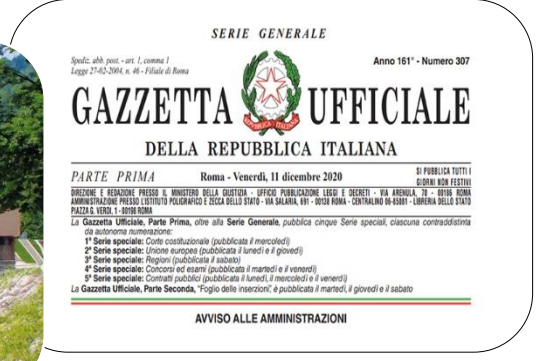 SERIE GENERALE
Spediz. abb. post. - art. 1, comma 1
Legge 27-02-2004, n. 46 - Filiale di Roma
Anno 161° - Numero 307
GAZZETTA UFFICIALE
REPVBBLICA ITALIANA
DELLA REPUBBLICA ITALIANA
PARTE PRIMA
Roma - Venerdì, 11 dicembre 2020
SI PUBBLICA TUTTI I
GIORNI NON FESTIVI
DIREZIONE E REDAZIONE PRESSO IL MINISTERO DELLA GIUSTIZIA - UFFICIO PUBBLICAZIONE LEGGI E DECRETI - VIA ARENULA, 70 - 00186 ROMA
AMMINISTRAZIONE PRESSO L'ISTITUTO POLIGRAFICO E ZECCA DELLO STATO - VIA SALARIA, 691 - 00138 ROMA - CENTRALINO 06-85081 - LIBRERIA DELLO STATO
PIAZZA G. VERDI, 1 - 00198 ROMA
La Gazzetta Ufficiale, Parte Prima, oltre alla Serie Generale, pubblica cinque Serie speciali, ciascuna contraddistinta
da autonoma numerazione:
1ª Serie speciale: Corte costituzionale (pubblicata il mercoledì)
2ª Serie speciale: Unione europea (pubblicata il lunedì e il giovedì)
3ª Serie speciale: Regioni (pubblicata il sabato)
4ª Serie speciale: Concorsi ed esami (pubblicata il martedì e il venerdì)
5ª Serie speciale: Contratti pubblici (pubblicata il lunedì, il mercoledì e il venerdì)
La Gazzetta Ufficiale, Parte Seconda, "Foglio delle inserzioni", è pubblicata il martedì, il giovedì e il sabato
AVVISO ALLE AMMINISTRAZIONI